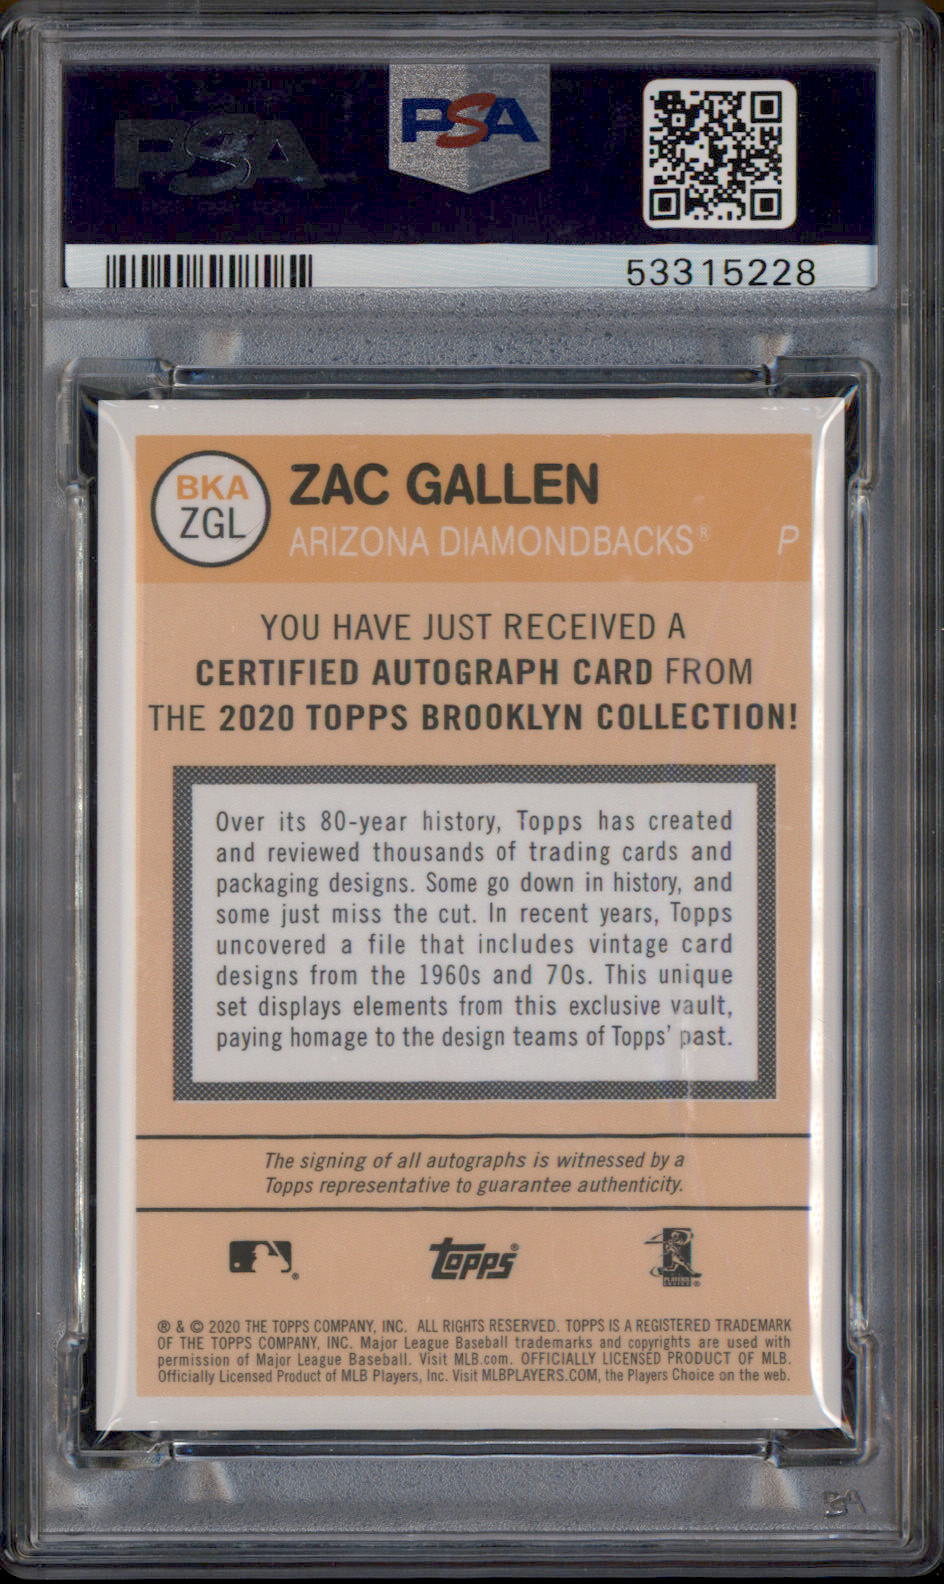 PSA
PSA
53315228
BKA
ZGL
ZAC GALLEN
ARIZONA DIAMONDBACKS® P
YOU HAVE JUST RECEIVED A
CERTIFIED AUTOGRAPH CARD FROM
THE 2020 TOPPS BROOKLYN COLLECTION!
Over its 80-year history, Topps has created
and reviewed thousands of trading cards and
packaging designs. Some go down in history, and
some just miss the cut. In recent years, Topps
uncovered a file that includes vintage card
designs from the 1960s and 70s. This unique
set displays elements from this exclusive vault,
paying homage to the design teams of Topps' past.
The signing of all autographs is witnessed by a
Topps representative to guarantee authenticity.
Topps®
PLAYERS
CHOICE®
® & © 2020 THE TOPPS COMPANY, INC. ALL RIGHTS RESERVED. TOPPS IS A REGISTERED TRADEMARK
OF THE TOPPS COMPANY, INC. Major League Baseball trademarks and copyrights are used with
permission of Major League Baseball. Visit MLB.com. OFFICIALLY LICENSED PRODUCT OF MLB.
Officially Licensed Product of MLB Players, Inc. Visit MLBPLAYERS.COM, the Players Choice on the web.
PSA